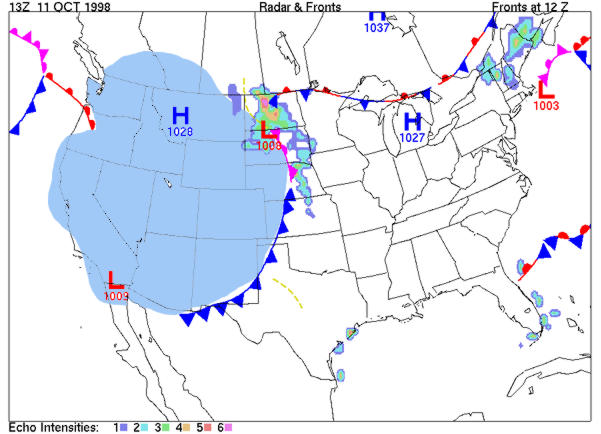 13Z 11 OCT 1998 Radar & Fronts Fronts at 12 Z
H
1037
H
1028
L
1003
L
1008
H
1027
L
1009
Echo Intensities: 1 2 3 4 5 6